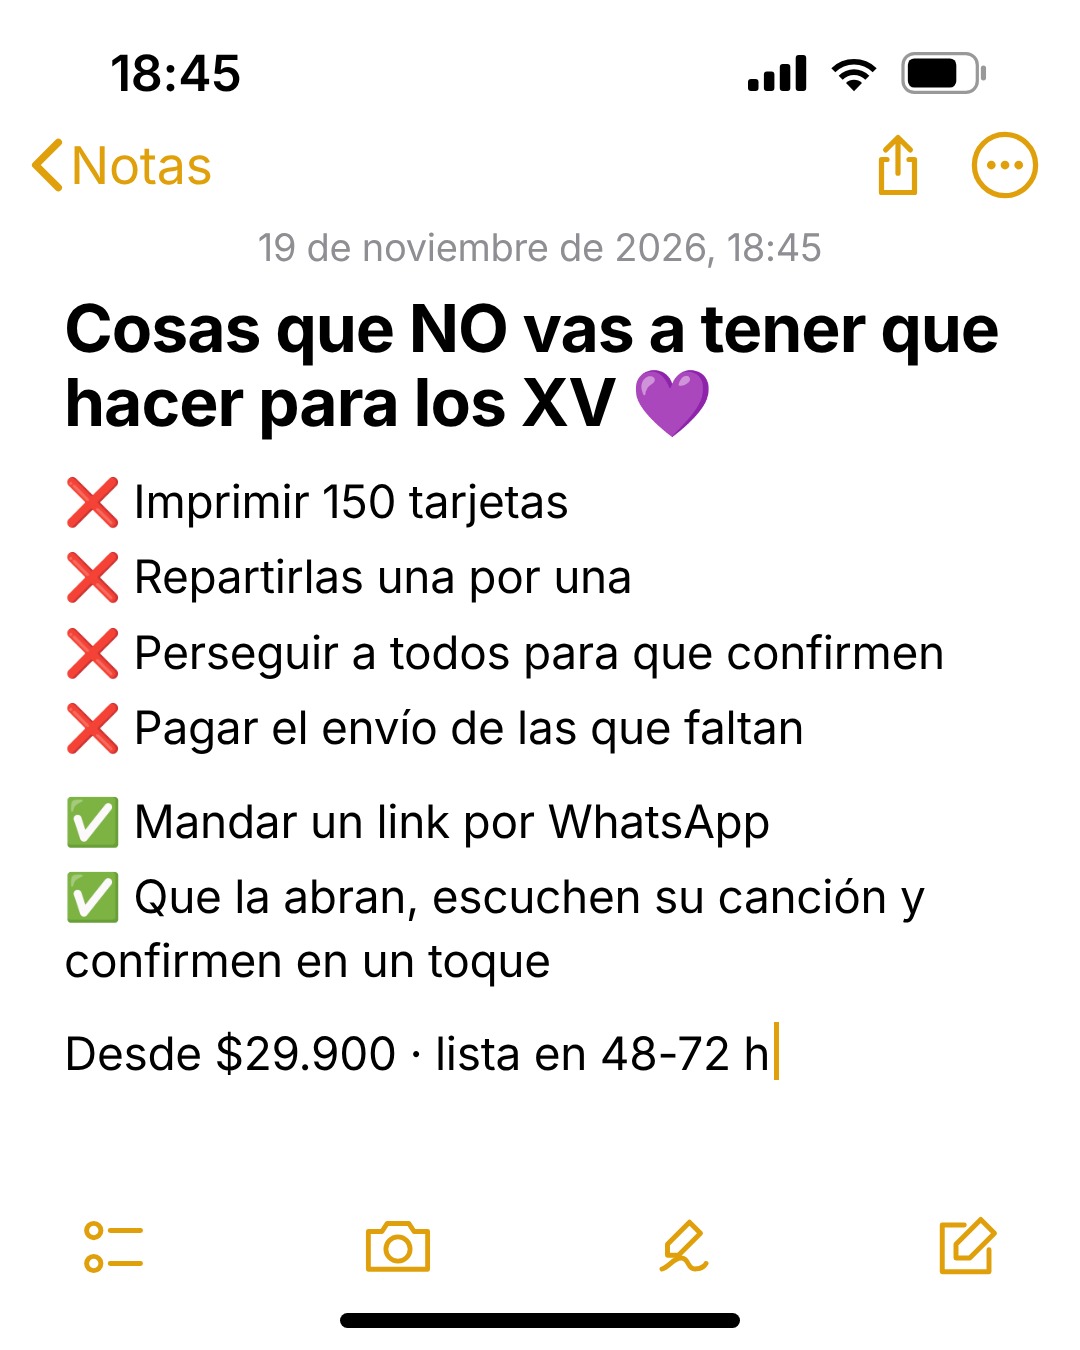 18:45
Notas
19 de noviembre de 2026, 18:45
Cosas que NO vas a tener que
hacer para los XV 💜
❌ Imprimir 150 tarjetas
❌ Repartirlas una por una
❌ Perseguir a todos para que confirmen
❌ Pagar el envío de las que faltan
✅ Mandar un link por WhatsApp
✅ Que la abran, escuchen su canción y
confirmen en un toque
Desde $29.900 · lista en 48-72 h